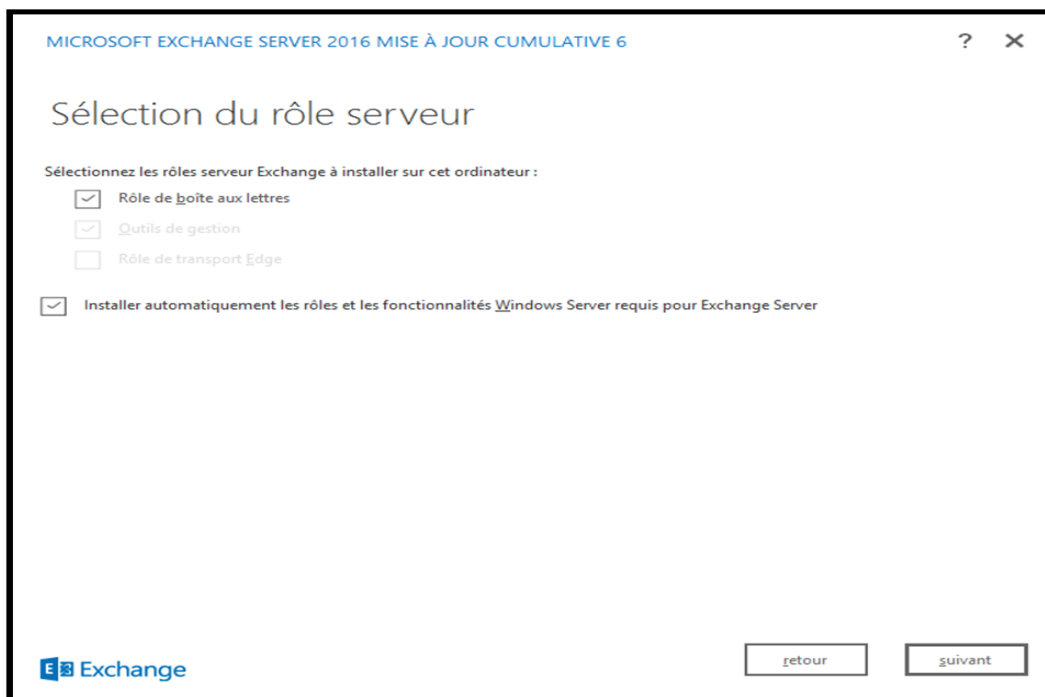 MICROSOFT EXCHANGE SERVER 2016 MISE À JOUR CUMULATIVE 6 ? ✕
Sélection du rôle serveur
Sélectionnez les rôles serveur Exchange à installer sur cet ordinateur :
Rôle de boîte aux lettres
Outils de gestion
Rôle de transport Edge
Installer automatiquement les rôles et les fonctionnalités Windows Server requis pour Exchange Server
E Exchange
retour suivant